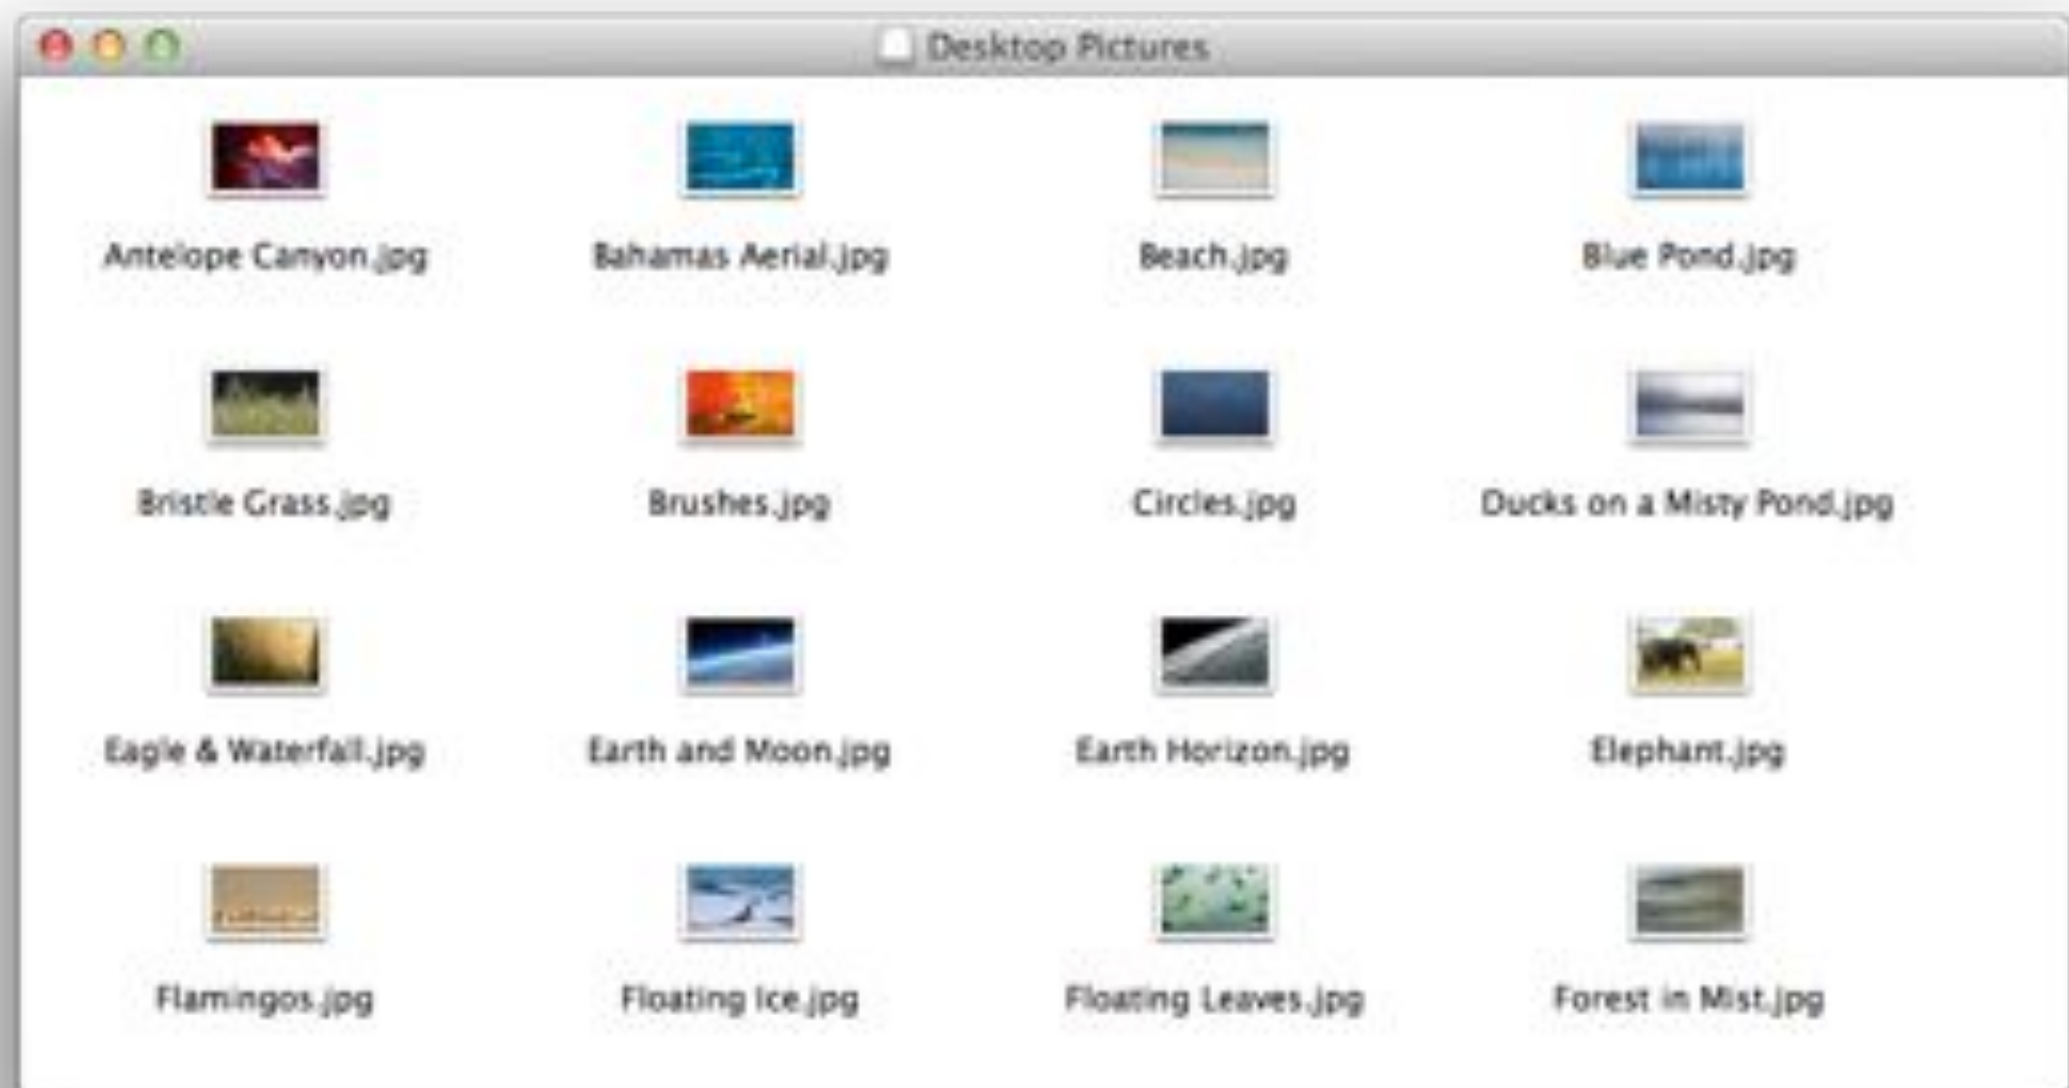 Desktop Pictures
Antelope Canyon.jpg
Bahamas Aerial.jpg
Beach.jpg
Blue Pond.jpg
Bristle Grass.jpg
Brushes.jpg
Circles.jpg
Ducks on a Misty Pond.jpg
Eagle & Waterfall.jpg
Earth and Moon.jpg
Earth Horizon.jpg
Elephant.jpg
Flamingos.jpg
Floating Ice.jpg
Floating Leaves.jpg
Forest in Mist.jpg